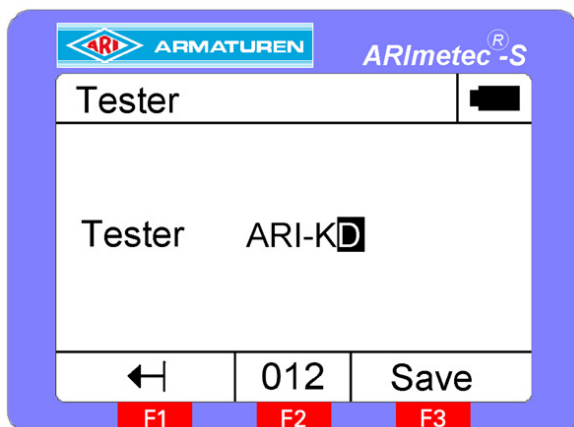 ARI ARMATUREN
ARImetec®-S
Tester
Tester ARI-KD
012 Save
F1 F2 F3